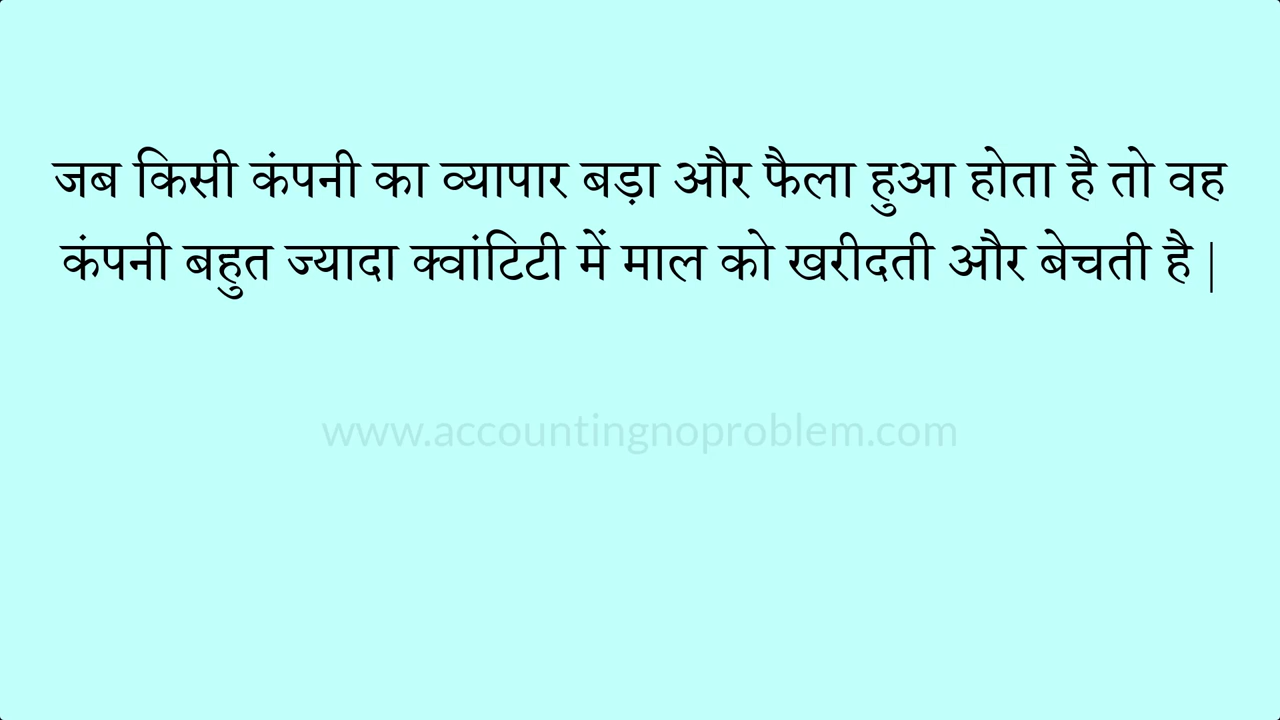 जब किसी कंपनी का व्यापार बड़ा और फैला हुआ होता है तो वह
कंपनी बहुत ज्यादा क्वांटिटी में माल को खरीदती और बेचती है |
www.accountingnoproblem.com